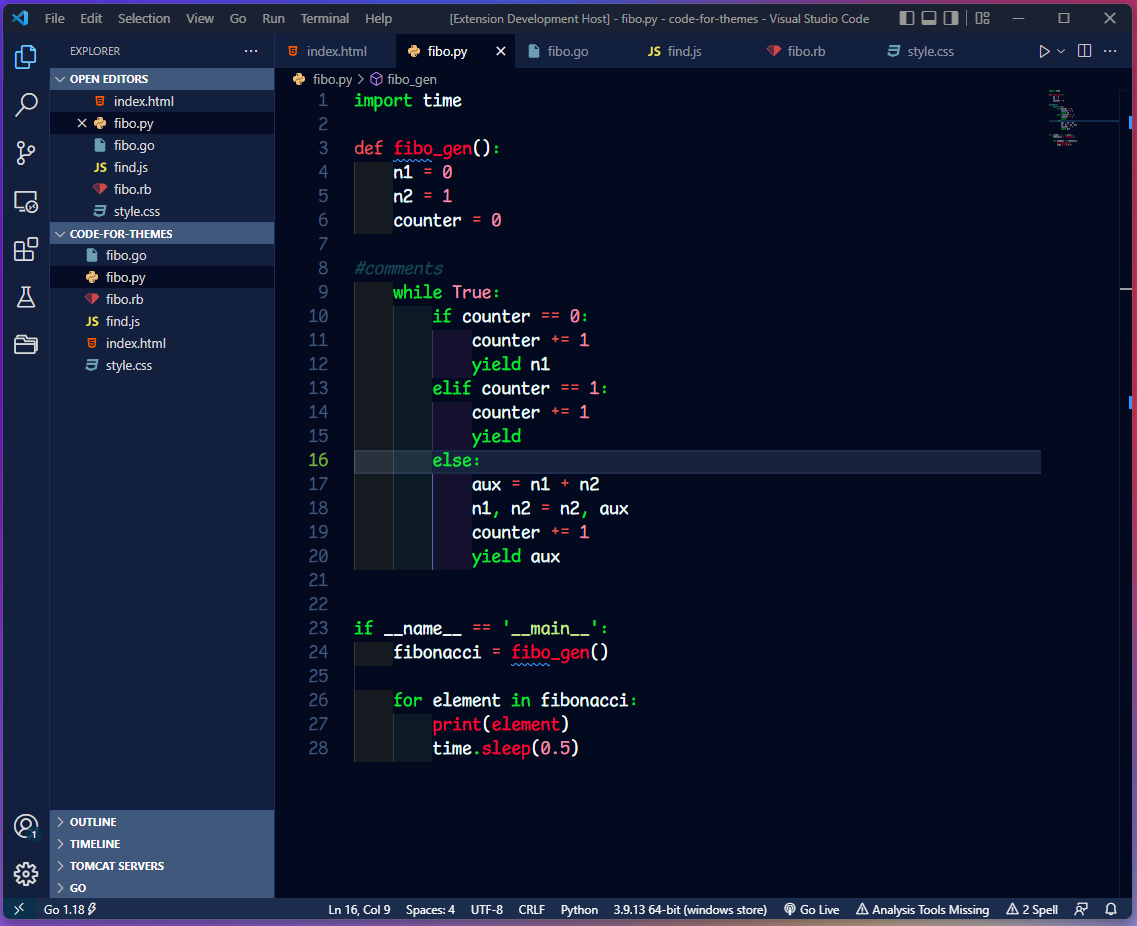 File Edit Selection View Go Run Terminal Help [Extension Development Host] - fibo.py - code-for-themes - Visual Studio Code
EXPLORER
index.html fibo.py fibo.go JS find.js fibo.rb style.css
OPEN EDITORS
index.html
fibo.py
fibo.go
JS find.js
fibo.rb
style.css
CODE-FOR-THEMES
fibo.go
fibo.py
fibo.rb
JS find.js
index.html
style.css
OUTLINE
TIMELINE
TOMCAT SERVERS
GO
1
fibo.py > fibo_gen
1 import time
2
3 def fibo_gen():
4 n1 = 0
5 n2 = 1
6 counter = 0
7
8 #comments
9 while True:
10 if counter == 0:
11 counter += 1
12 yield n1
13 elif counter == 1:
14 counter += 1
15 yield
16 else:
17 aux = n1 + n2
18 n1, n2 = n2, aux
19 counter += 1
20 yield aux
21
22
23 if __name__ == '__main__':
24 fibonacci = fibo_gen()
25
26 for element in fibonacci:
27 print(element)
28 time.sleep(0.5)
Go 1.18 Ln 16, Col 9 Spaces: 4 UTF-8 CRLF Python 3.9.13 64-bit (windows store) Go Live Analysis Tools Missing 2 Spell